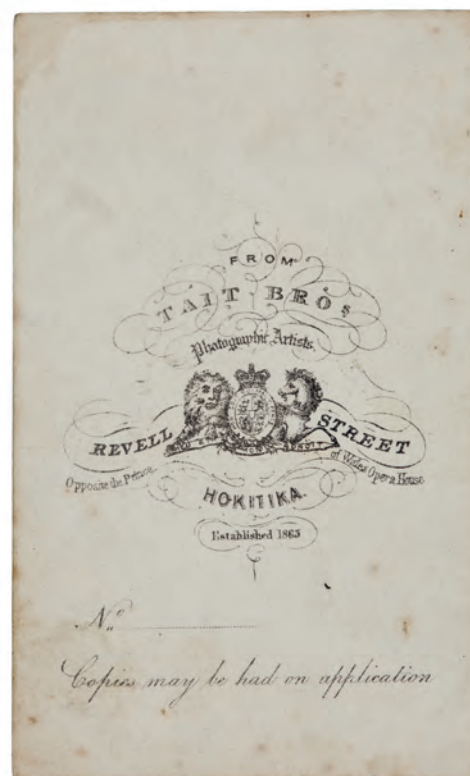 FROM
TAIT BROS
Photographic Artists.
REVELL STREET
Opposite the Prince of Wales Opera House
HOKITIKA.
Established 1865
No
Copies may be had on application